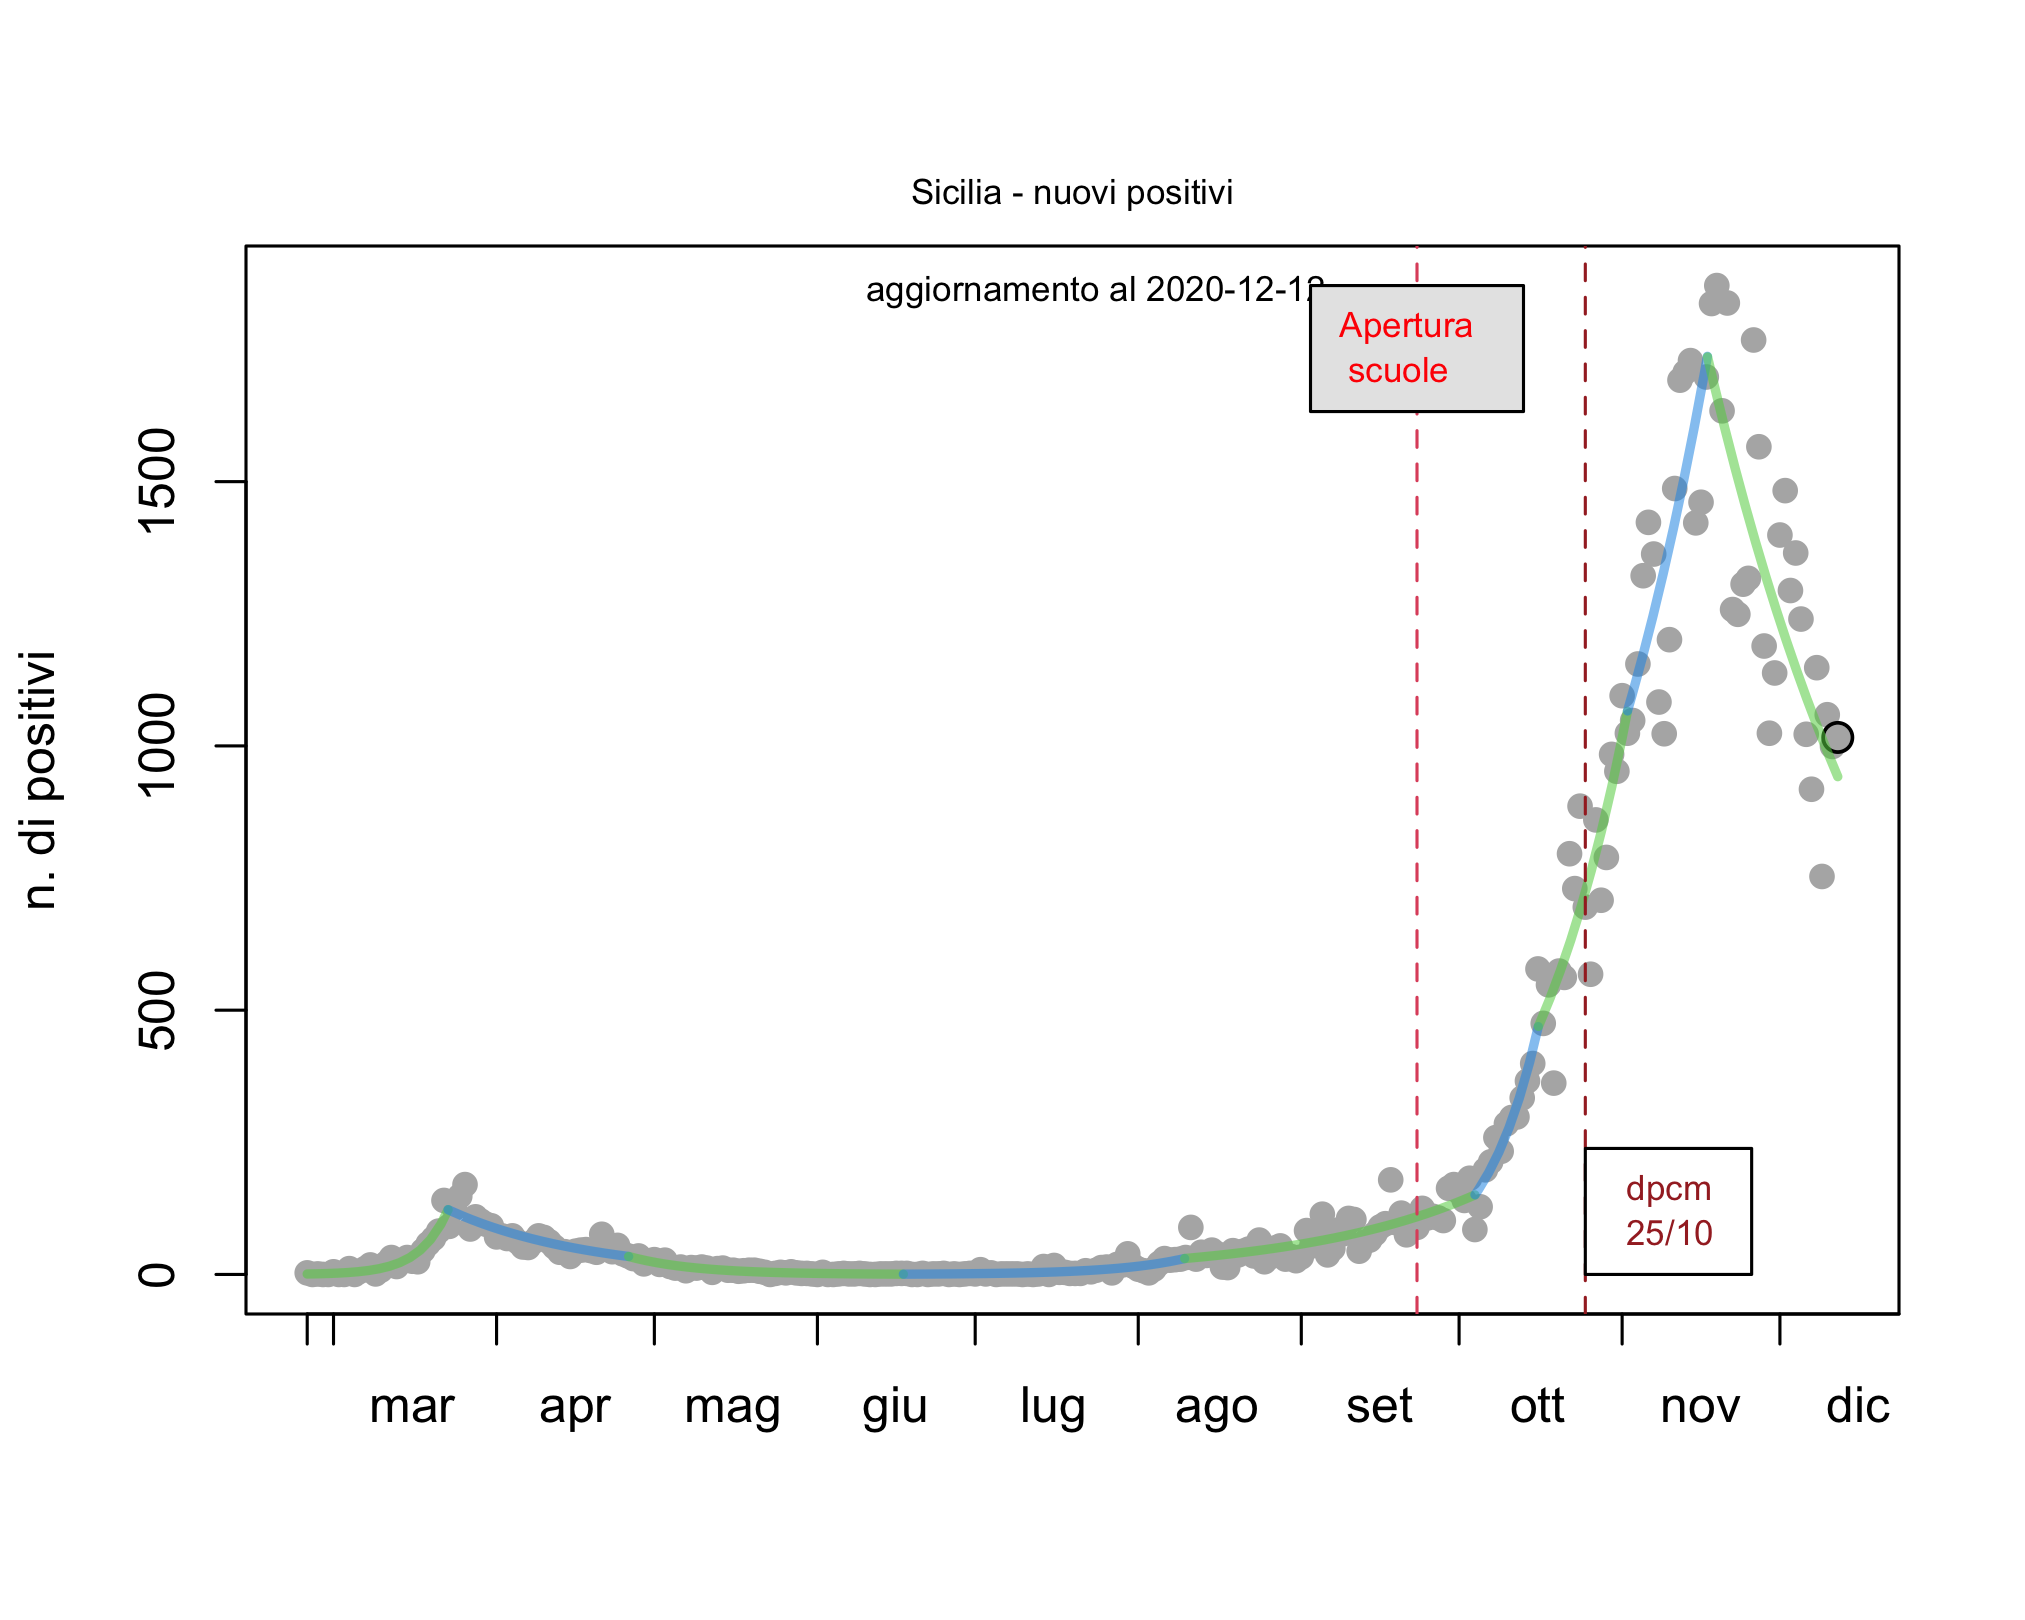 Sicilia - nuovi positivi
aggiornamento al 2020-12-12
Apertura
scuole
n. di positivi
1500
1000
500
0
dpcm
25/10
mar apr mag giu lug ago set ott nov dic